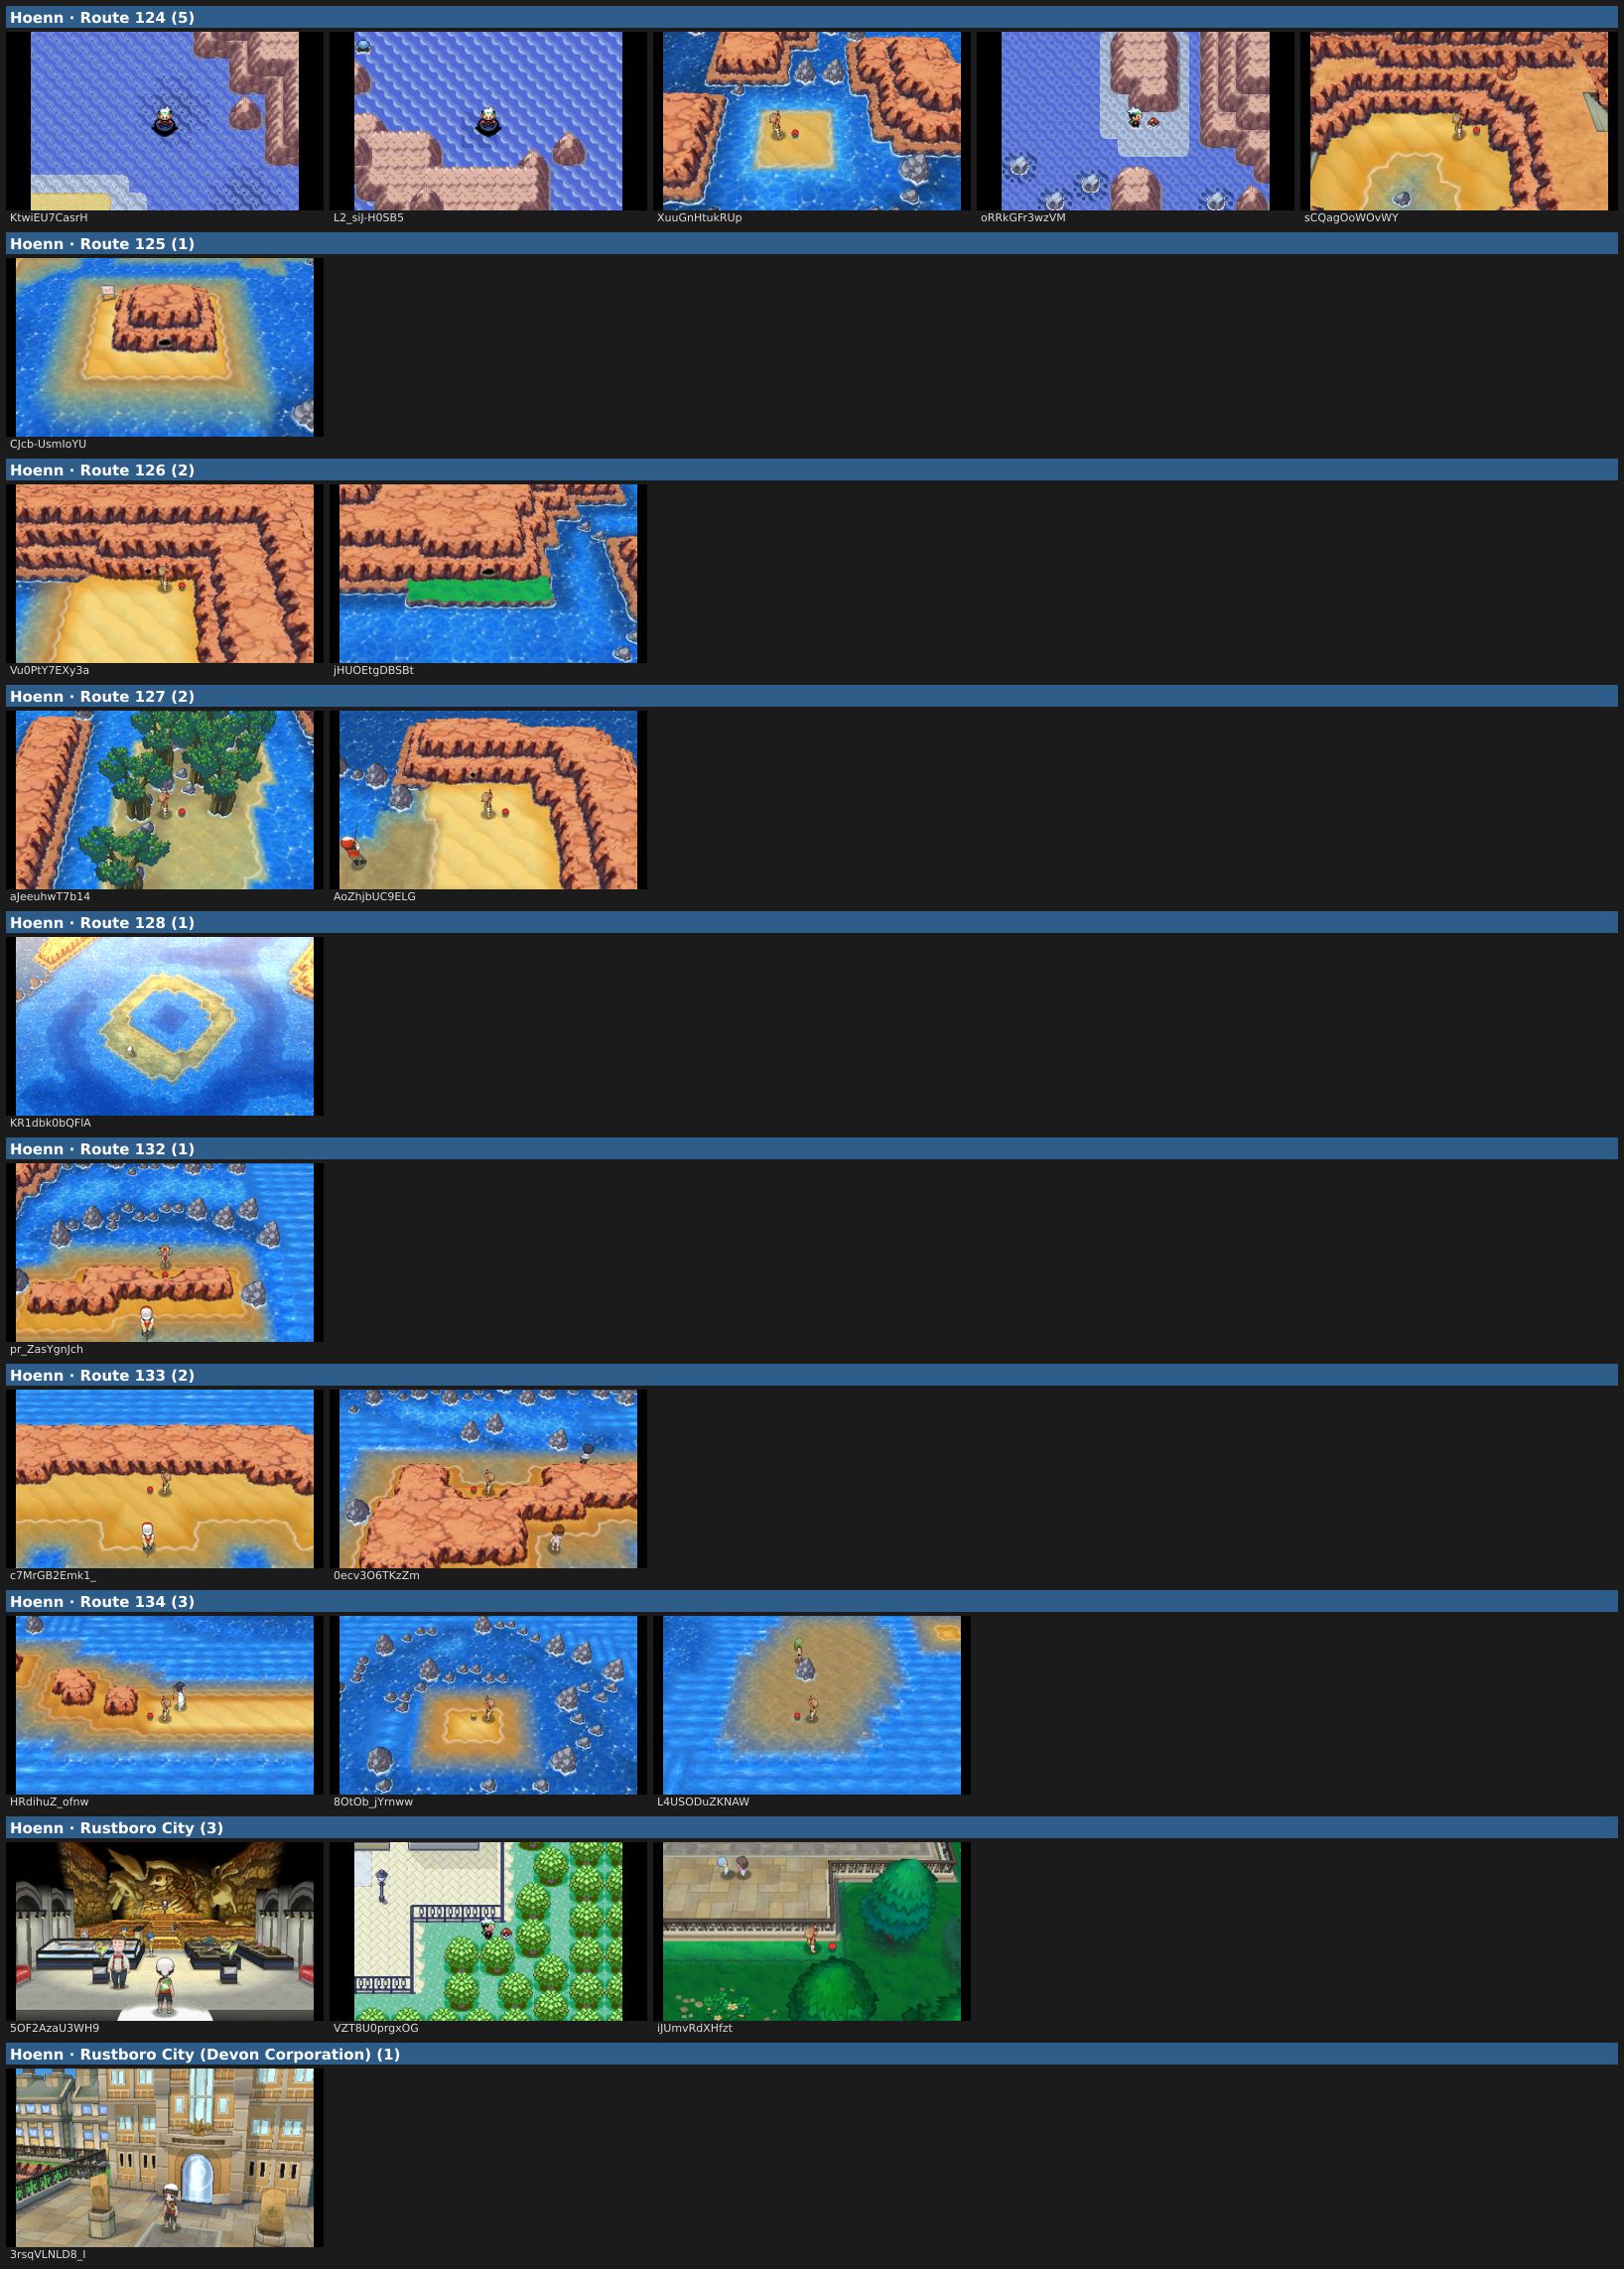 Hoenn · Route 124 (5)
KtwiEU7CasrH
L2_siJ-H0SB5
XuuGnHtukRUp
oRRkGFr3wzVM
sCQagOoWOvWY
Hoenn · Route 125 (1)
CJcb-UsmloYU
Hoenn · Route 126 (2)
Vu0PtY7EXy3a
jHUOEtgDBSBt
Hoenn · Route 127 (2)
aJeeuhwT7b14
AoZhjbUC9ELG
Hoenn · Route 128 (1)
KR1dbk0bQFlA
Hoenn · Route 132 (1)
pr_ZasYgnJch
Hoenn · Route 133 (2)
c7MrGB2Emk1_
0ecv3O6TKzZm
Hoenn · Route 134 (3)
HRdihuZ_ofnw
8OtOb_jYrnww
L4USODuZKNAW
Hoenn · Rustboro City (3)
5OF2AzaU3WH9
VZT8U0prgxOG
iJUmvRdXHfzt
Hoenn · Rustboro City (Devon Corporation) (1)
3rsqVLNLD8_I